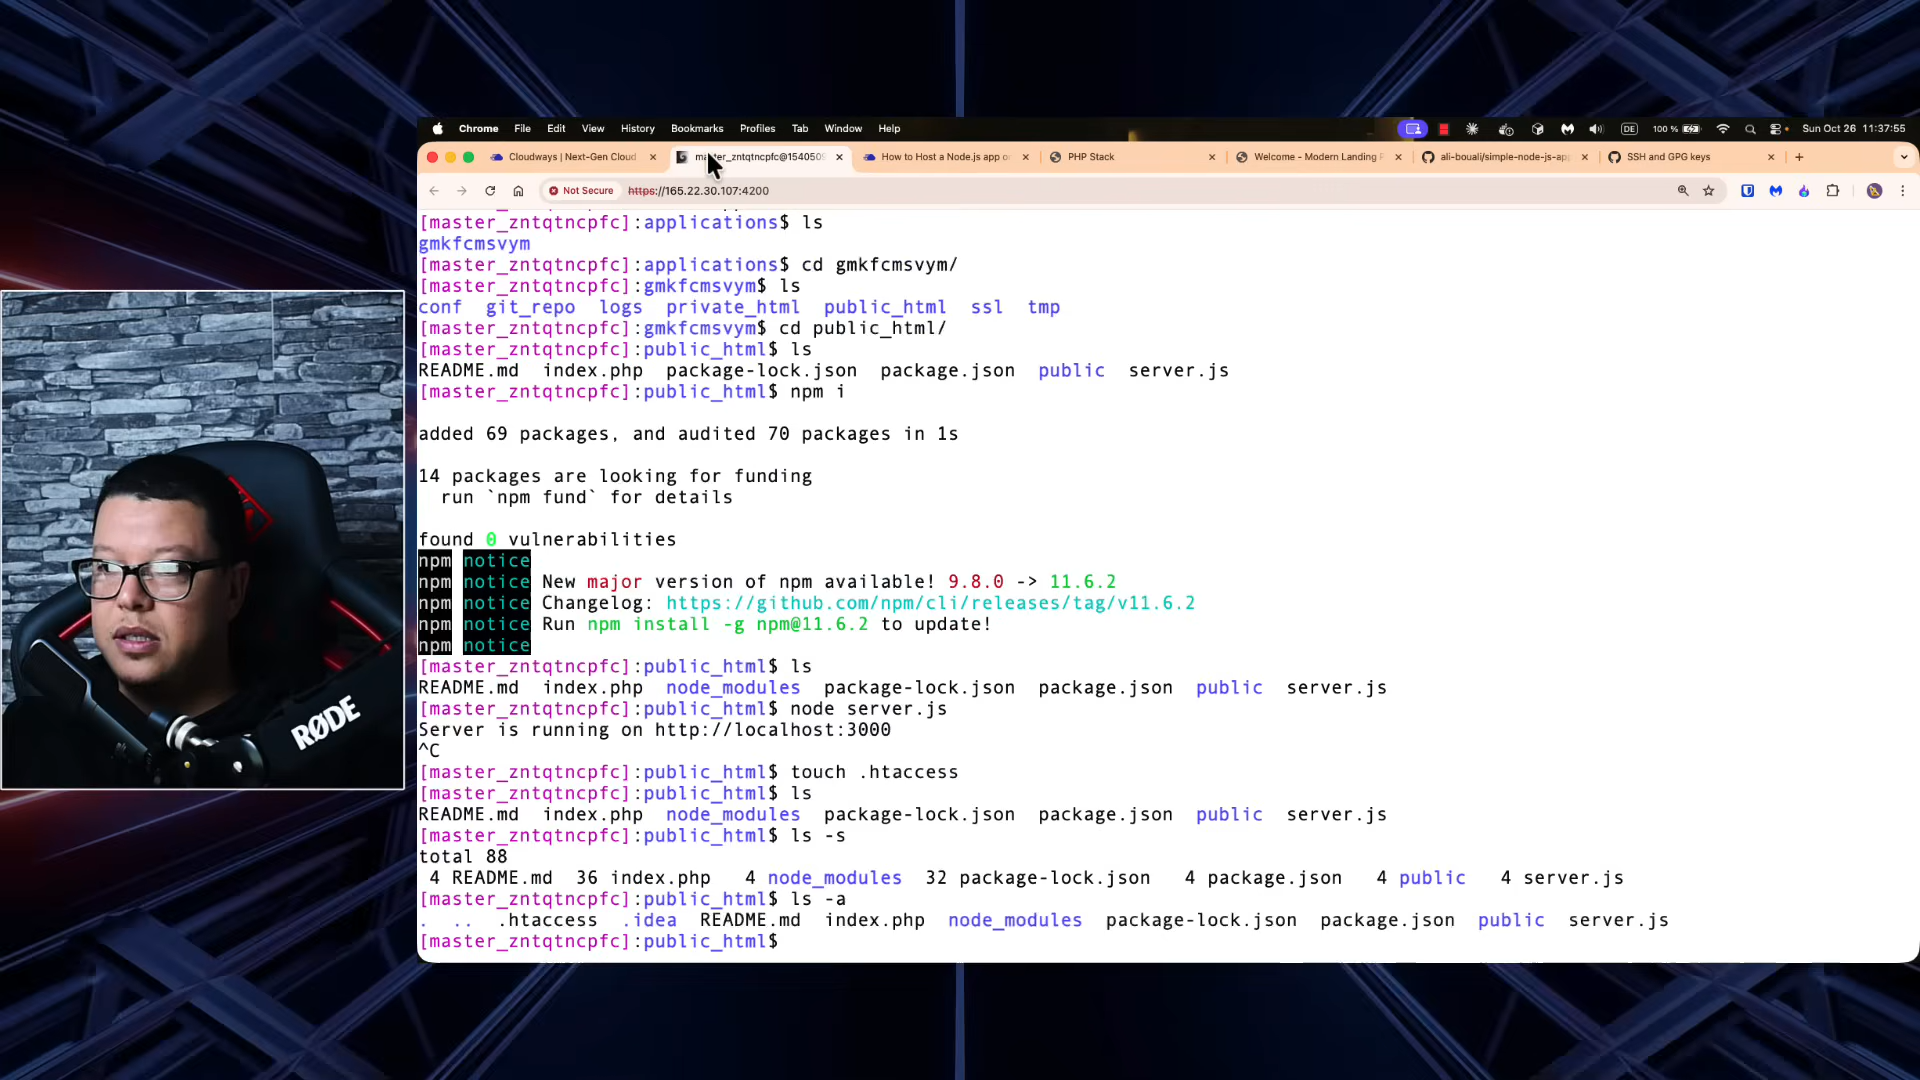 Chrome File Edit View History Bookmarks Profiles Tab Window Help DE 100 % Sun Oct 26 11:37:55
Cloudways | Next-Gen Cloud master_zntqtncpfc@1540509 How to Host a Node.js app on PHP Stack Welcome - Modern Landing P ali-bouali/simple-node-js-app SSH and GPG keys
Not Secure https://165.22.30.107:4200
[master_zntqtncpfc]:applications$ ls
gmkfcmsvym
[master_zntqtncpfc]:applications$ cd gmkfcmsvym/
[master_zntqtncpfc]:gmkfcmsvym$ ls
conf git_repo logs private_html public_html ssl tmp
[master_zntqtncpfc]:gmkfcmsvym$ cd public_html/
[master_zntqtncpfc]:public_html$ ls
README.md index.php package-lock.json package.json public server.js
[master_zntqtncpfc]:public_html$ npm i
added 69 packages, and audited 70 packages in 1s
14 packages are looking for funding
run `npm fund` for details
found 0 vulnerabilities
npm notice
npm notice New major version of npm available! 9.8.0 -> 11.6.2
npm notice Changelog: https://github.com/npm/cli/releases/tag/v11.6.2
npm notice Run npm install -g npm@11.6.2 to update!
npm notice
[master_zntqtncpfc]:public_html$ ls
README.md index.php node_modules package-lock.json package.json public server.js
[master_zntqtncpfc]:public_html$ node server.js
Server is running on http://localhost:3000
^C
[master_zntqtncpfc]:public_html$ touch .htaccess
[master_zntqtncpfc]:public_html$ ls
README.md index.php node_modules package-lock.json package.json public server.js
[master_zntqtncpfc]:public_html$ ls -s
total 88
4 README.md 36 index.php 4 node_modules 32 package-lock.json 4 package.json 4 public 4 server.js
[master_zntqtncpfc]:public_html$ ls -a
. .. .htaccess .idea README.md index.php node_modules package-lock.json package.json public server.js
[master_zntqtncpfc]:public_html$
RØDE